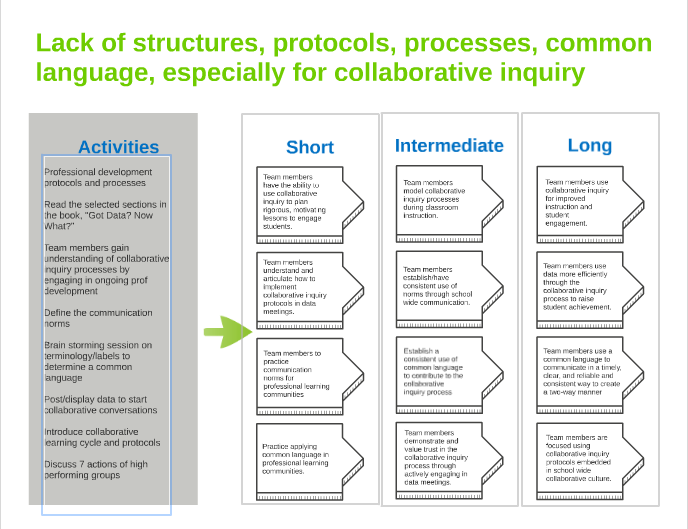 Lack of structures, protocols, processes, common
language, especially for collaborative inquiry
Activities
Professional development
protocols and processes
Read the selected sections in
the book, “Got Data? Now
What?”
Team members gain
understanding of collaborative
inquiry processes by
engaging in ongoing prof
development
Define the communication
norms
Brain storming session on
terminology/labels to
determine a common
language
Post/display data to start
collaborative conversations
Introduce collaborative
learning cycle and protocols
Discuss 7 actions of high
performing groups
Short
Team members
have the ability to
use collaborative
inquiry to plan
rigorous, motivating
lessons to engage
students.
Team members
understand and
articulate how to
implement
collaborative inquiry
protocols in data
meetings.
Team members to
practice
communication
norms for
professional learning
communities
Practice applying
common language in
professional learning
communities.
Intermediate
Team members
model collaborative
inquiry processes
during classroom
instruction.
Team members
establish/have
consistent use of
norms through school
wide communication.
Establish a
consistent use of
common language
to contribute to the
collaborative
inquiry process
Team members
demonstrate and
value trust in the
collaborative inquiry
process through
actively engaging in
data meetings.
Long
Team members use
collaborative inquiry
for improved
instruction and
student
engagement.
Team members use
data more efficiently
through the
collaborative inquiry
process to raise
student achievement.
Team members use a
common language to
communicate in a timely,
clear, and reliable and
consistent way to create
a two-way manner
Team members are
focused using
collaborative inquiry
protocols embedded
in school wide
collaborative culture.